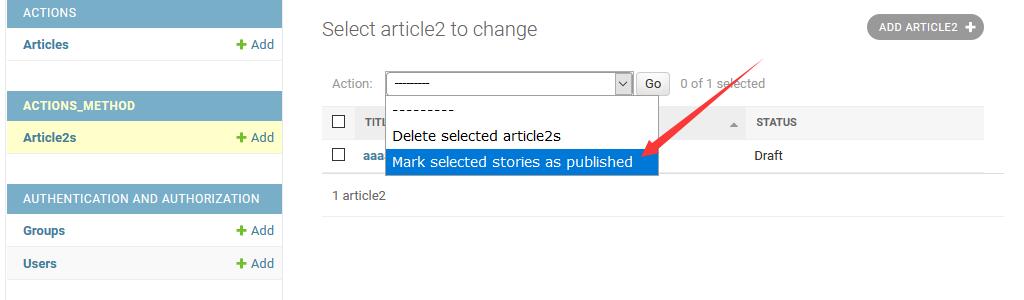 ACTIONS
Articles + Add
ACTIONS_METHOD
Article2s + Add
AUTHENTICATION AND AUTHORIZATION
Groups + Add
Users + Add
Select article2 to change
ADD ARTICLE2 +
Action: --------- Go 0 of 1 selected
---------
Delete selected article2s
Mark selected stories as published
TITL STATUS
aaa Draft
1 article2